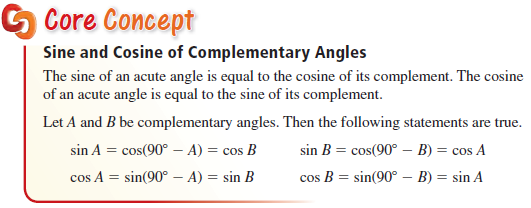 Core Concept
Sine and Cosine of Complementary Angles
The sine of an acute angle is equal to the cosine of its complement. The cosine
of an acute angle is equal to the sine of its complement.
Let A and B be complementary angles. Then the following statements are true.
sin A = cos(90° − A) = cos B sin B = cos(90° − B) = cos A
cos A = sin(90° − A) = sin B cos B = sin(90° − B) = sin A